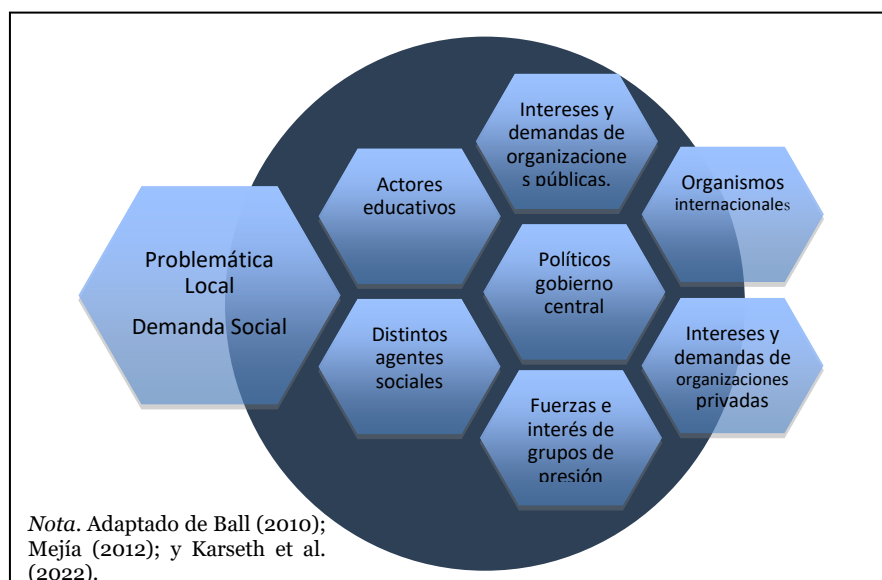 Problemática
Local
Demanda Social
Actores
educativos
Distintos
agentes
sociales
Intereses y
demandas de
organizacione
s públicas.
Políticos
gobierno
central
Fuerzas e
interés de
grupos de
presión
Organismos
internacionales
Intereses y
demandas de
organizaciones
privadas
Nota. Adaptado de Ball (2010);
Mejía (2012); y Karseth et al.
(2022).